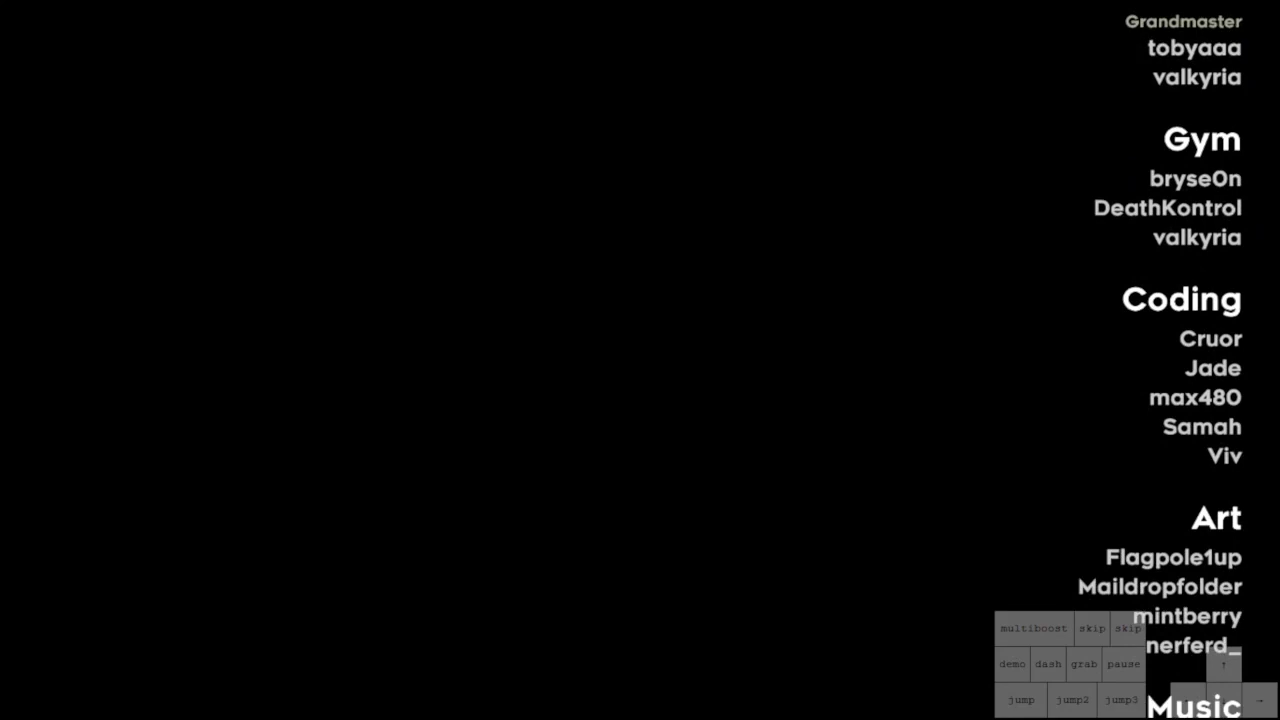 Grandmaster
tobyaaa
valkyria
Gym
bryse0n
DeathKontrol
valkyria
Coding
Cruor
Jade
max480
Samah
Viv
Art
Flagpole1up
Maildropfolder
mintberry
nerferd_
multiboost skip skip
demo dash grab pause
↑
jump jump2 jump3
→
Music